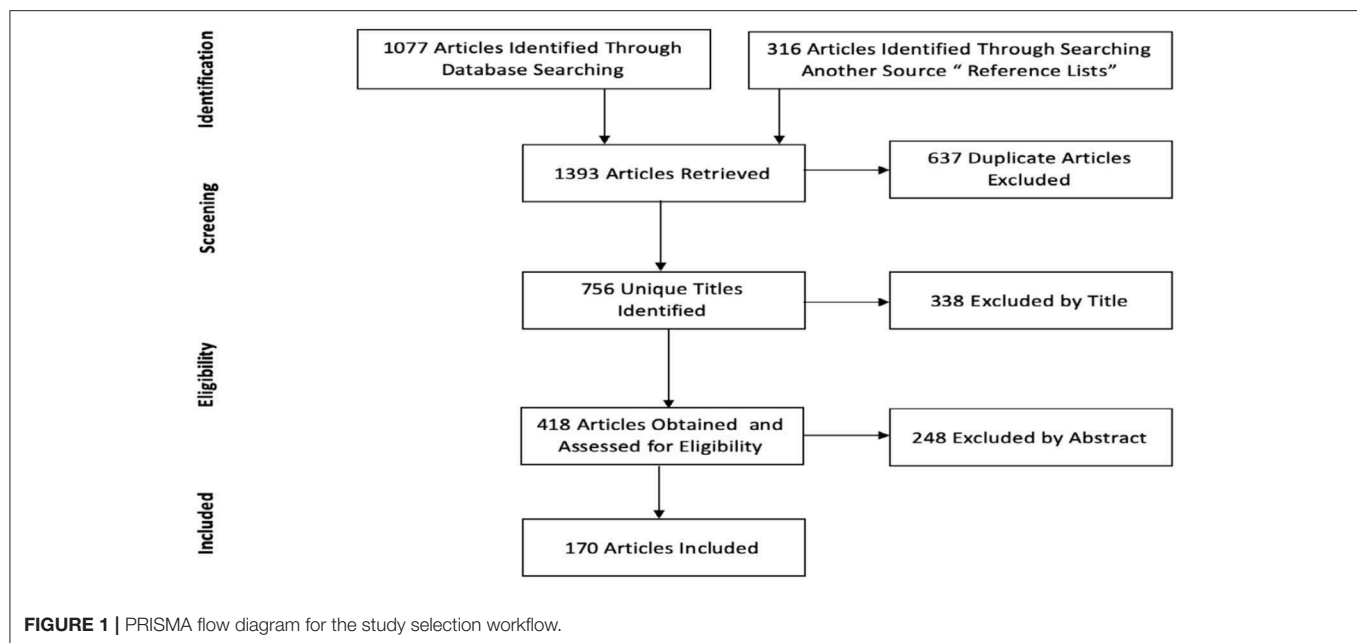 Identification
1077 Articles Identified Through
Database Searching
316 Articles Identified Through Searching
Another Source “ Reference Lists”
Screening
1393 Articles Retrieved
637 Duplicate Articles
Excluded
756 Unique Titles
Identified
338 Excluded by Title
Eligibility
418 Articles Obtained and
Assessed for Eligibility
248 Excluded by Abstract
Included
170 Articles Included
FIGURE 1 | PRISMA flow diagram for the study selection workflow.